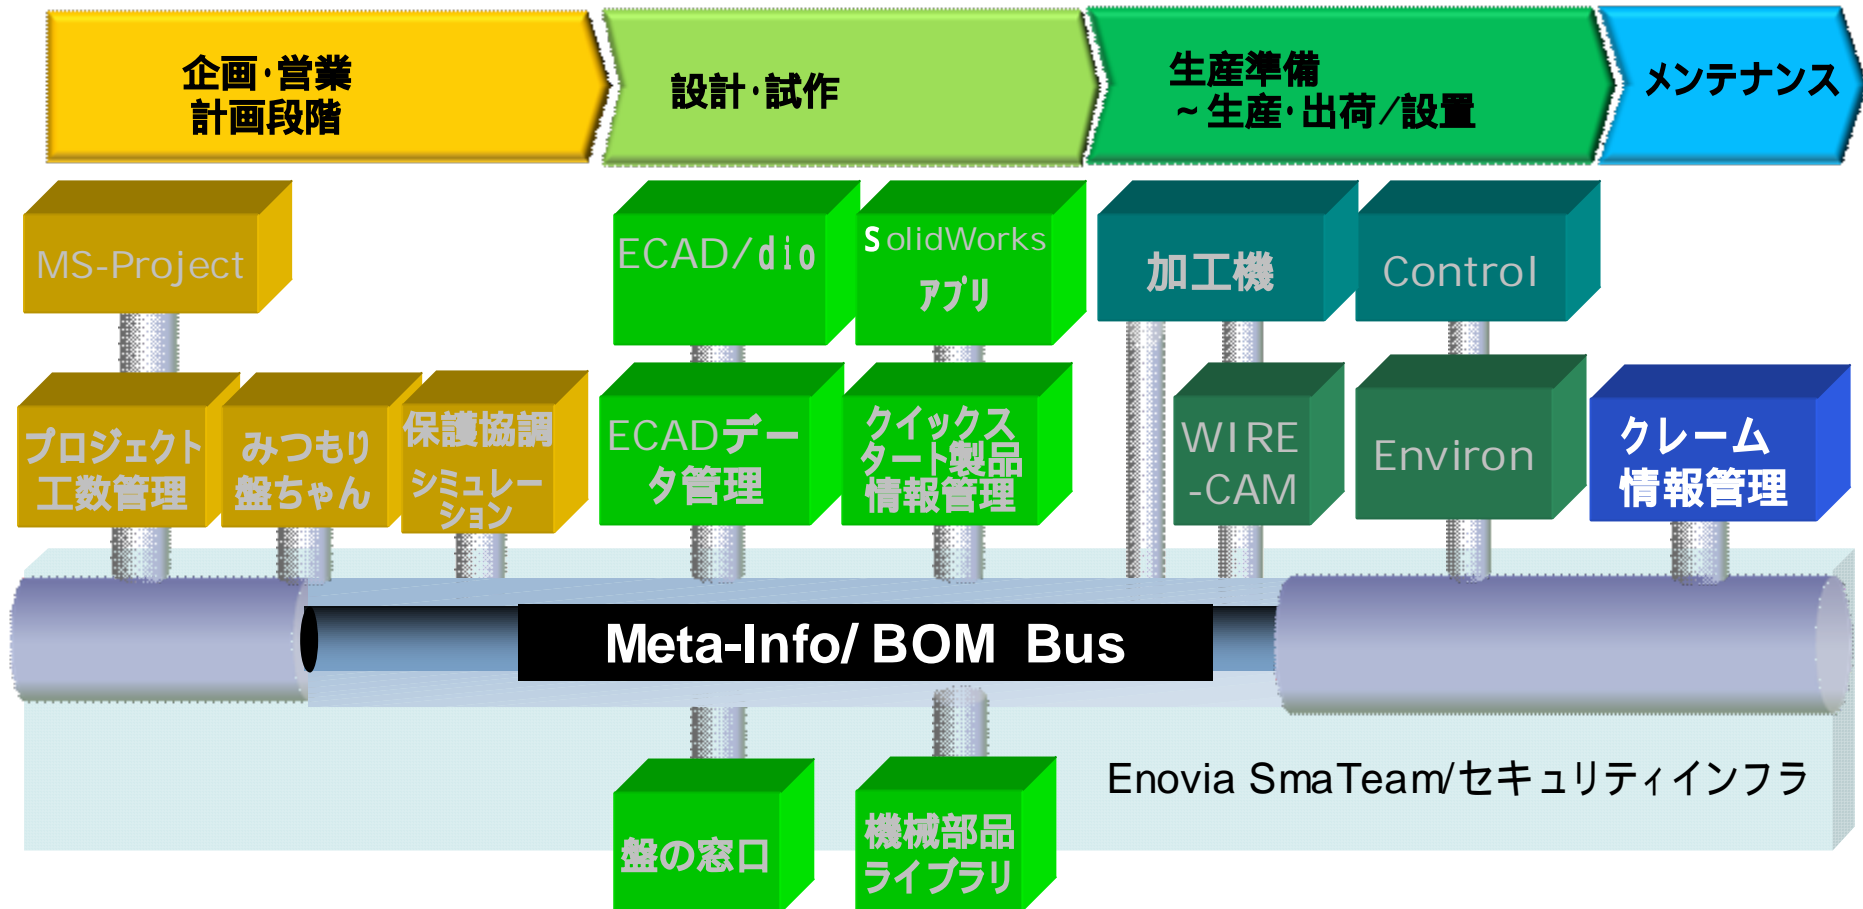 企画･営業
計画段階
設計･試作
生産準備
~生産･出荷/設置
メンテナンス
MS-Project
ECAD/dio
SolidWorks
アプリ
加工機
Control
プロジェクト
工数管理
みつもり
盤ちゃん
保護協調
シミュレー
ション
ECADデー
タ管理
クイックス
タート製品
情報管理
WIRE
-CAM
Environ
クレーム
情報管理
Meta-Info/ BOM Bus
Enovia SmaTeam/セキュリティインフラ
盤の窓口
機械部品
ライブラリ